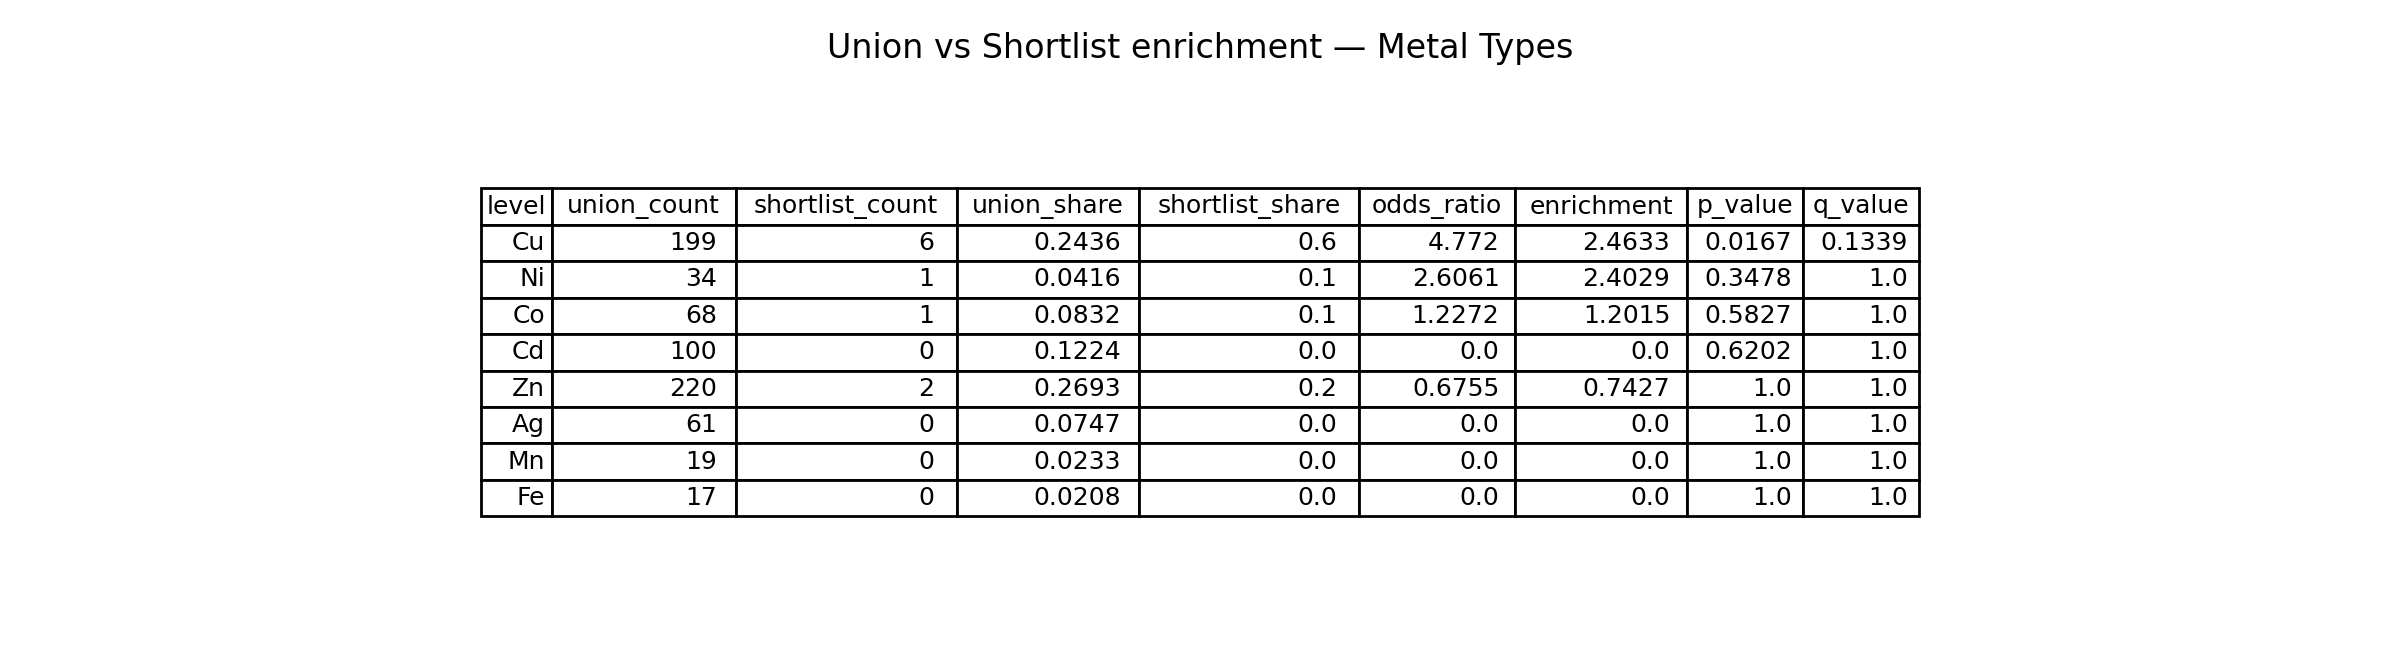 Union vs Shortlist enrichment — Metal Types
level union_count shortlist_count union_share shortlist_share odds_ratio enrichment p_value q_value
Cu 199 6 0.2436 0.6 4.772 2.4633 0.0167 0.1339
Ni 34 1 0.0416 0.1 2.6061 2.4029 0.3478 1.0
Co 68 1 0.0832 0.1 1.2272 1.2015 0.5827 1.0
Cd 100 0 0.1224 0.0 0.0 0.0 0.6202 1.0
Zn 220 2 0.2693 0.2 0.6755 0.7427 1.0 1.0
Ag 61 0 0.0747 0.0 0.0 0.0 1.0 1.0
Mn 19 0 0.0233 0.0 0.0 0.0 1.0 1.0
Fe 17 0 0.0208 0.0 0.0 0.0 1.0 1.0